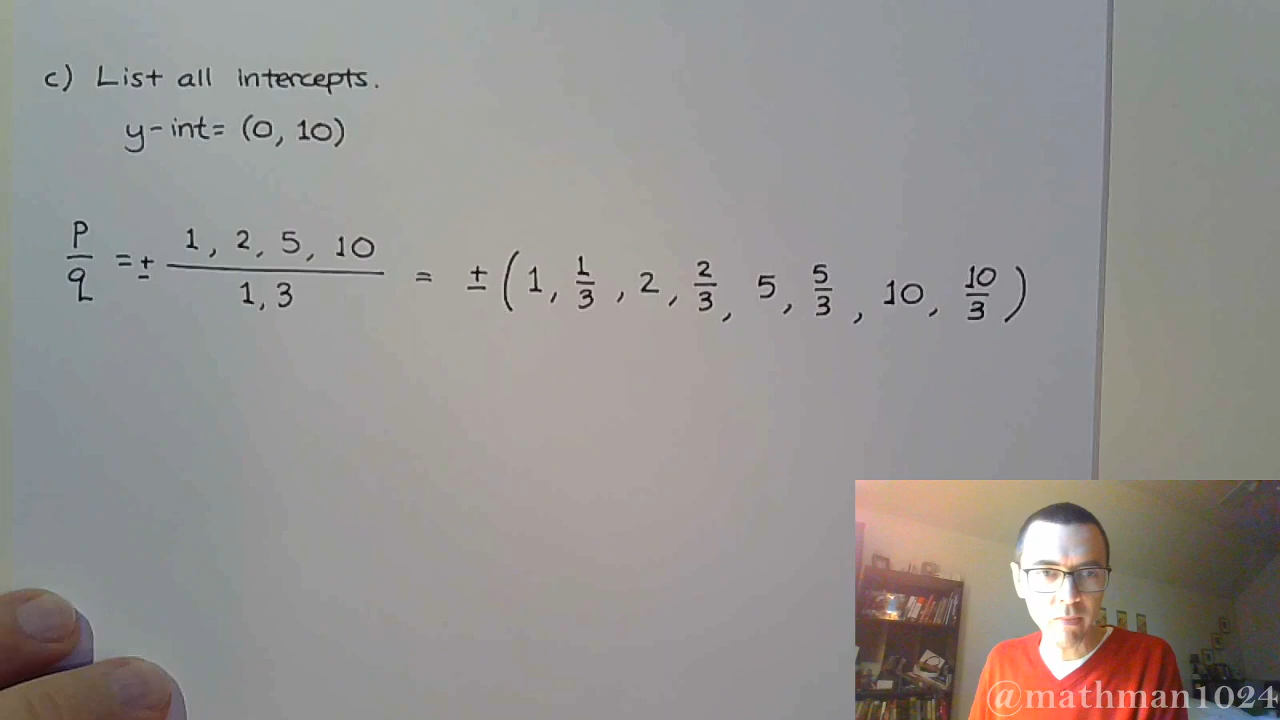 c) List all intercepts.
y-int= (0, 10)
p/q = ± 1, 2, 5, 10 / 1, 3 = ± (1, 1/3, 2, 2/3, 5, 5/3, 10, 10/3)
@mathman1024